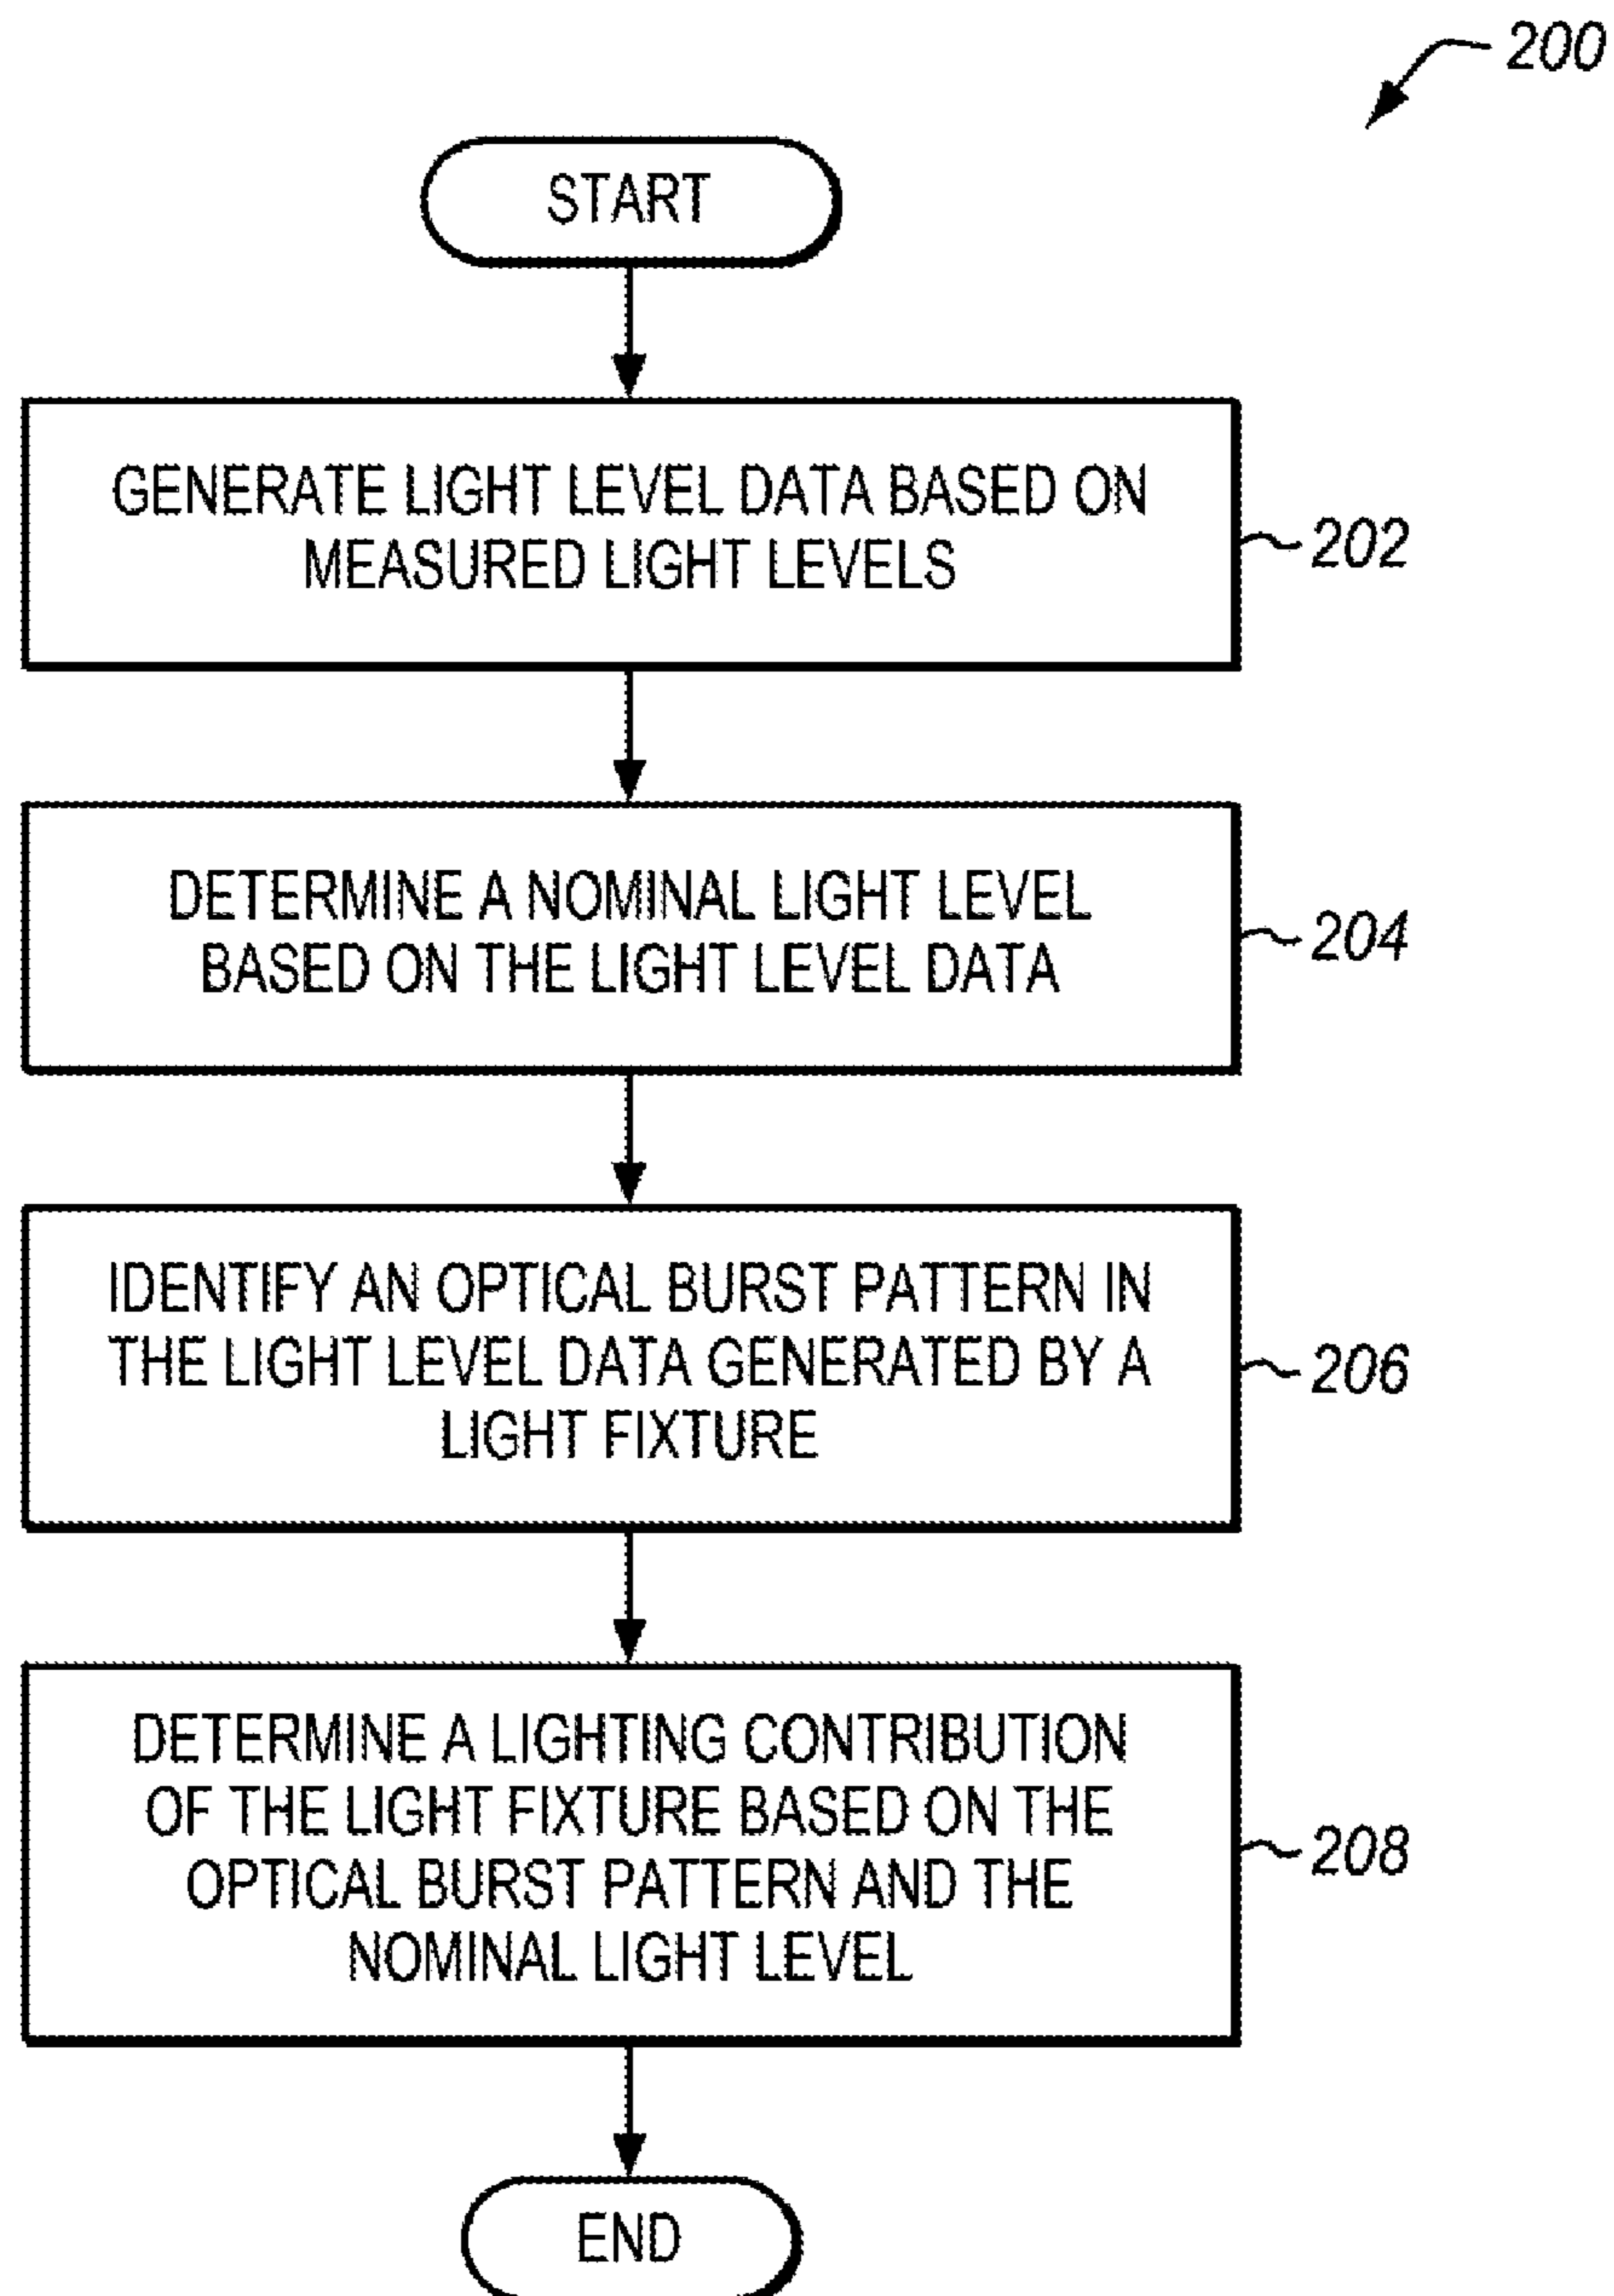 200
START
GENERATE LIGHT LEVEL DATA BASED ON
MEASURED LIGHT LEVELS
202
DETERMINE A NOMINAL LIGHT LEVEL
BASED ON THE LIGHT LEVEL DATA
204
IDENTIFY AN OPTICAL BURST PATTERN IN
THE LIGHT LEVEL DATA GENERATED BY A
LIGHT FIXTURE
206
DETERMINE A LIGHTING CONTRIBUTION
OF THE LIGHT FIXTURE BASED ON THE
OPTICAL BURST PATTERN AND THE
NOMINAL LIGHT LEVEL
208
END